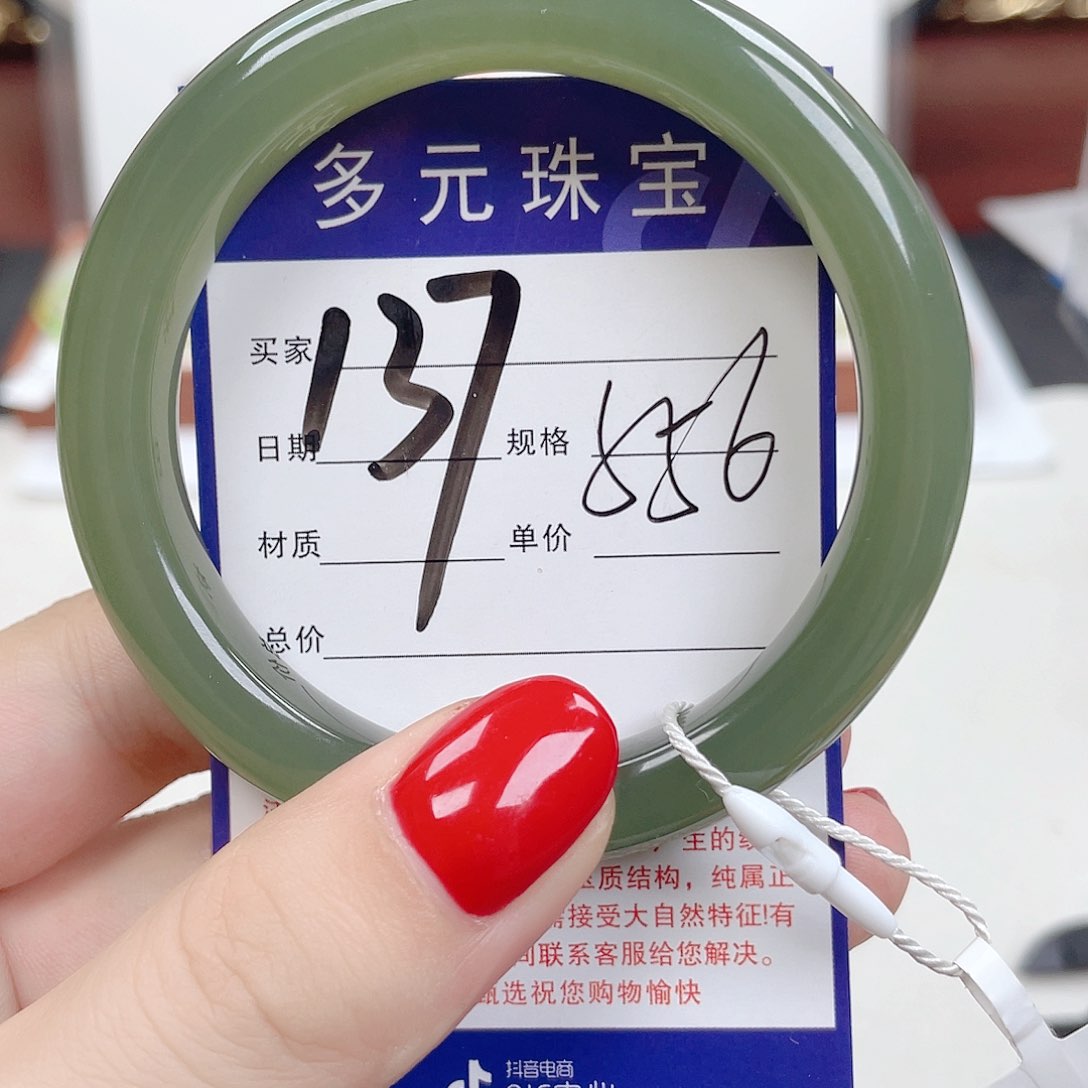 多元珠宝
137
买家
日期 规格 556
材质 单价
总价
质结构，纯属正
接受大自然特征!有
联系客服给您解决。
选祝您购物愉快
抖音电商